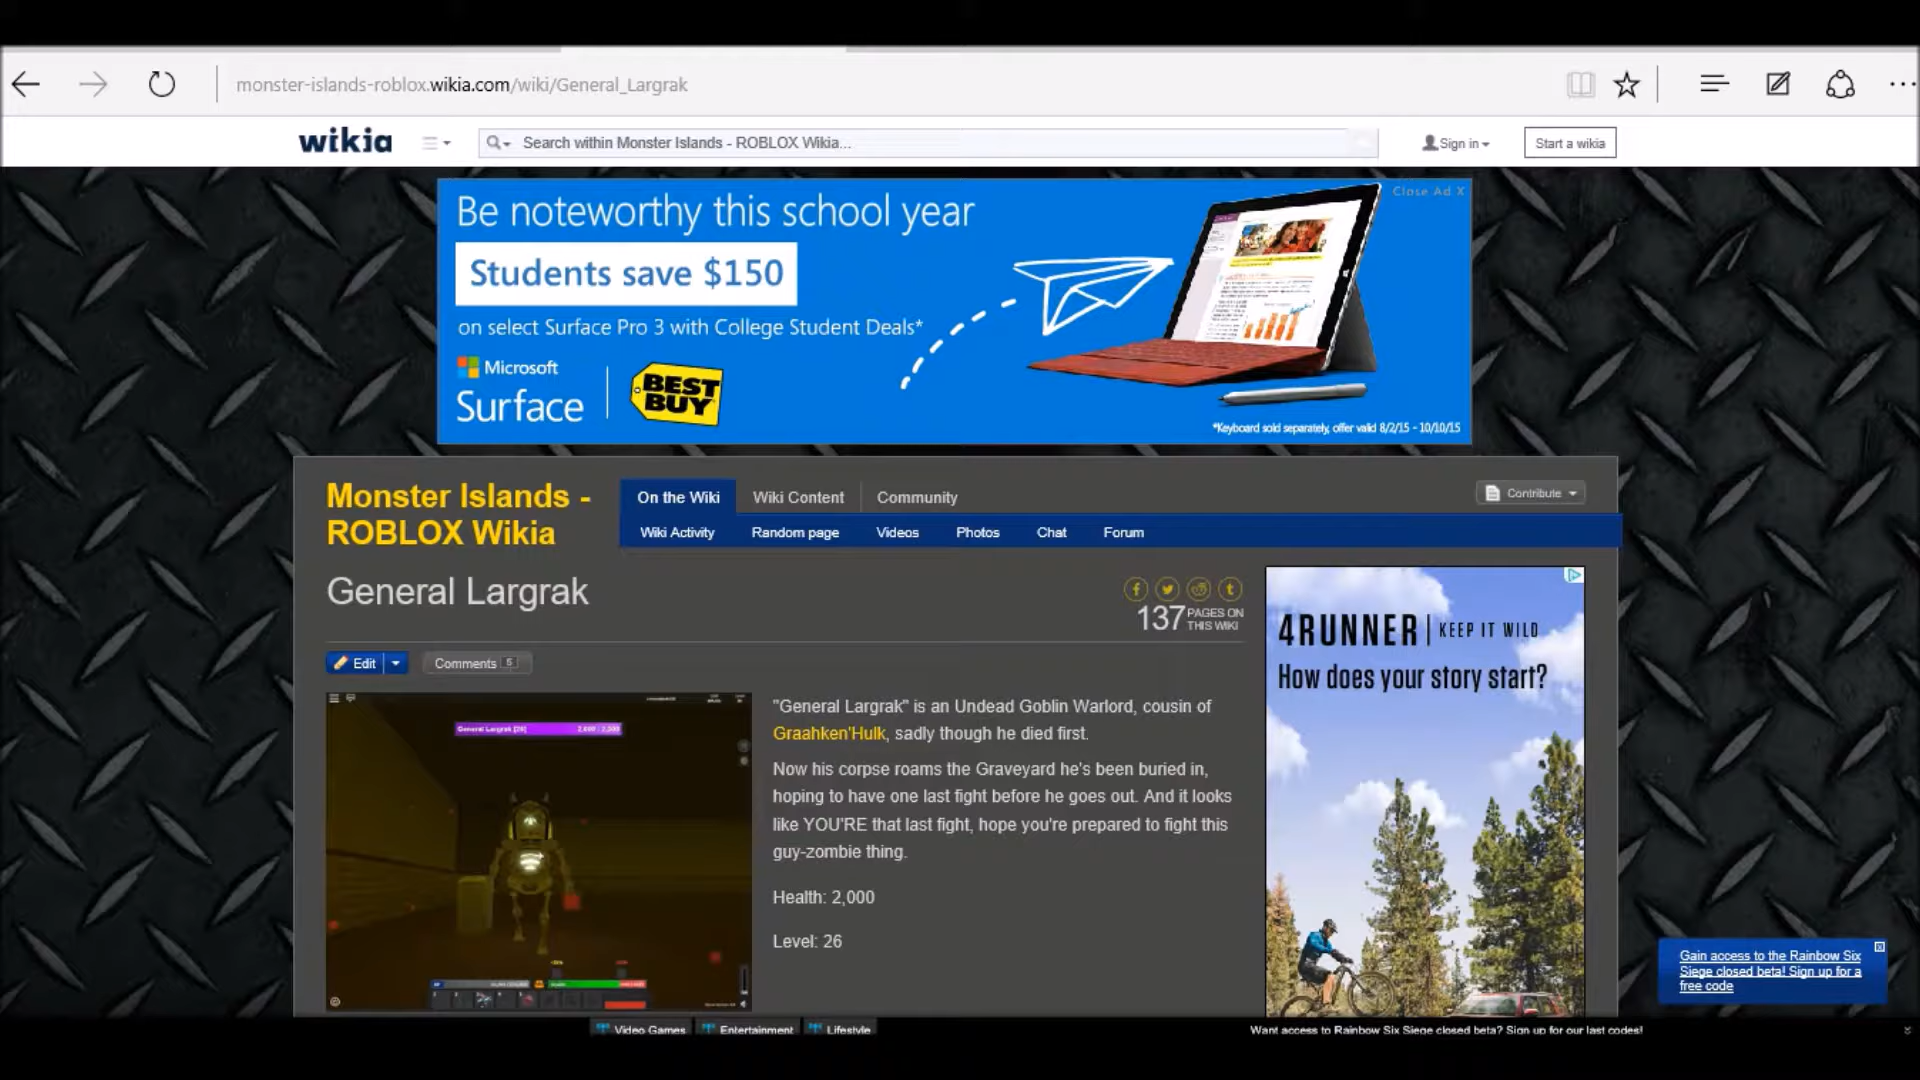 monster-islands-roblox.wikia.com/wiki/General_Largrak
wikia
Search within Monster Islands - ROBLOX Wikia...
Sign in
Start a wikia
Close Ad X
Be noteworthy this school year
Students save $150
on select Surface Pro 3 with College Student Deals*
Microsoft
Surface
BEST
BUY
*Keyboard sold separately, offer valid 8/2/15 - 10/10/15
Monster Islands -
ROBLOX Wikia
On the Wiki
Wiki Content
Community
Contribute
Wiki Activity
Random page
Videos
Photos
Chat
Forum
General Largrak
137 PAGES ON
THIS WIKI
Edit
Comments 5
General Largrak [26] 2,000 / 2,000
"General Largrak" is an Undead Goblin Warlord, cousin of
Graahken'Hulk, sadly though he died first.
Now his corpse roams the Graveyard he's been buried in,
hoping to have one last fight before he goes out. And it looks
like YOU'RE that last fight, hope you're prepared to fight this
guy-zombie thing.
Health: 2,000
Level: 26
4RUNNER | KEEP IT WILD
How does your story start?
Gain access to the Rainbow Six
Siege closed beta! Sign up for a
free code
Video Games
Entertainment
Lifestyle
Want access to Rainbow Six Siege closed beta? Sign up for our last codes!